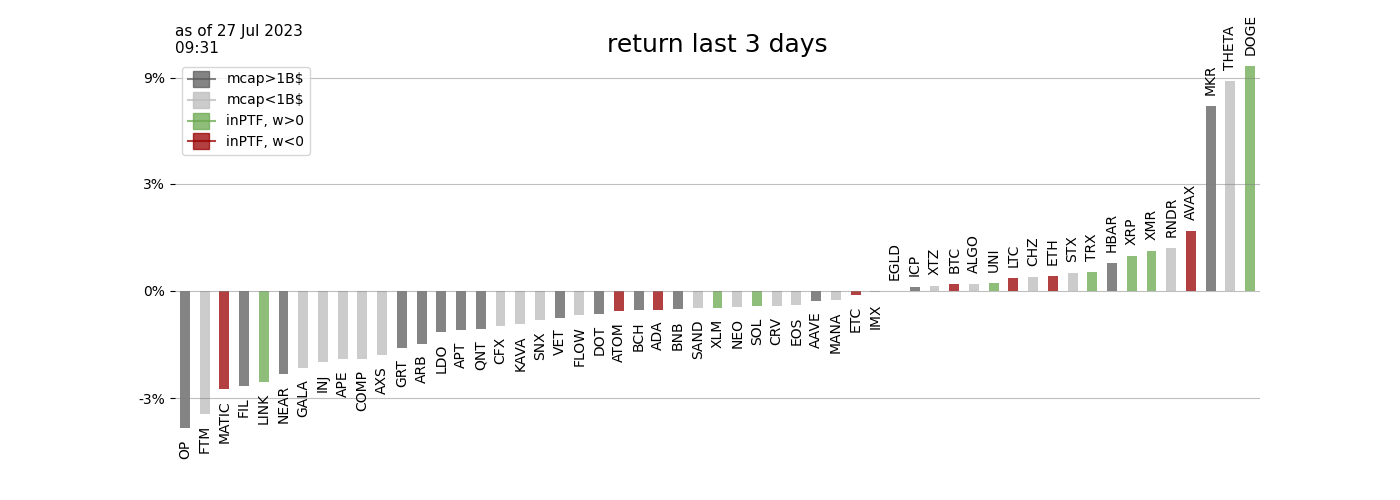 as of 27 Jul 2023
09:31
return last 3 days
mcap>1B$
mcap<1B$
inPTF, w>0
inPTF, w<0
9%
3%
0%
-3%
OP
FTM
MATIC
FIL
LINK
NEAR
GALA
INJ
APE
COMP
AXS
GRT
ARB
LDO
APT
QNT
CFX
KAVA
SNX
VET
FLOW
DOT
ATOM
BCH
ADA
BNB
SAND
XLM
NEO
SOL
CRV
EOS
AAVE
MANA
ETC
IMX
EGLD
ICP
XTZ
BTC
ALGO
UNI
LTC
CHZ
ETH
STX
TRX
HBAR
XRP
XMR
RNDR
AVAX
MKR
THETA
DOGE